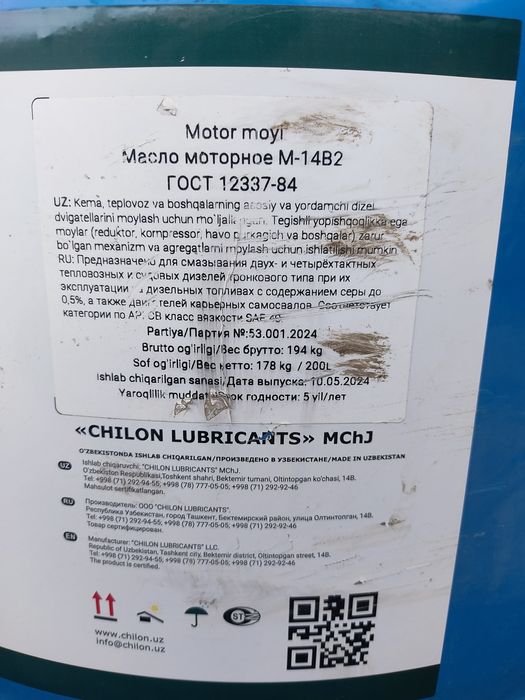 Motor moyi
Масло моторное М-14В2
ГОСТ 12337-84
UZ: Kema, teplovoz va boshqalarning asosiy va yordamchi dizel
dvigatellarini moylash uchun mo`ljallangan. Tegishli yopishqoqlikka ega
moylar (reduktor, kompressor, havo purkagich va boshqalar) zarur
bo`lgan mexanizm va agregatlarni moylash uchun ishlatilishi mumkin
RU: Предназначено для смазывания двух- и четырёхтактных
тепловозных и судовых дизелей тронкового типа при их
эксплуатации дизельных топливах с содержанием серы до
0,5%, а также двигателей карьерных самосвалов. Соответствует
категории по API CB класс вязкости SAE 40
Partiya/Партия №:53.001.2024
Brutto og'irligi/Вес брутто: 194 kg
Sof og'irligi/Вес нетто: 178 kg / 200L
Ishlab chiqarilgan sanasi/Дата выпуска: 10.05.2024
Yaroqlilik muddati/Срок годности: 5 yil/лет
«CHILON LUBRICANTS» MChJ
O'ZBEKISTONDA ISHLAB CHIQARILGAN/ПРОИЗВЕДЕНО В УЗБЕКИСТАНЕ/MADE IN UZBEKISTAN
UZ
Ishlab chiqaruvchi: "CHILON LUBRICANTS" MChJ.
O'zbekiston Respublikasi,Toshkent shahri, Bektemir tumani, Oltintopgan ko'chasi, 14B.
Tel: +998 (71) 292-94-55; +998 (78) 777-05-05; +998 (71) 292-92-46
Mahsulot sertifikatlangan.
RU
Производитель: ООО "CHILON LUBRICANTS".
Республика Узбекистан, город Ташкент, Бектемирский район, улица Олтинтопган, 14B.
Tel: +998 (71) 292-94-55; +998 (78) 777-05-05; +998 (71) 292-92-46
Товар сертифицирован.
EN
Manufacturer: "CHILON LUBRICANTS" LLC.
Republic of Uzbekistan, Tashkent city, Bektemir district, Oltintopgan street, 14B.
Tel: +998 (71) 292-94-55; +998 (78) 777-05-05; +998 (71) 292-92-46
The product is certified.
ST
www.chilon.uz
info@chilon.uz